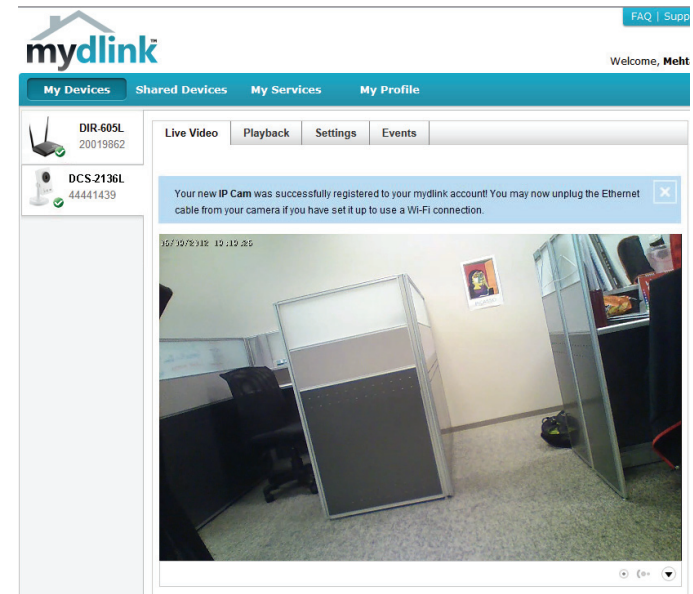 FAQ | Supp
mydlink
Welcome, Meht
My Devices Shared Devices My Services My Profile
DIR-605L
20019862
DCS-2136L
44441439
Live Video Playback Settings Events
Your new IP Cam was successfully registered to your mydlink account! You may now unplug the Ethernet
cable from your camera if you have set it up to use a Wi-Fi connection.